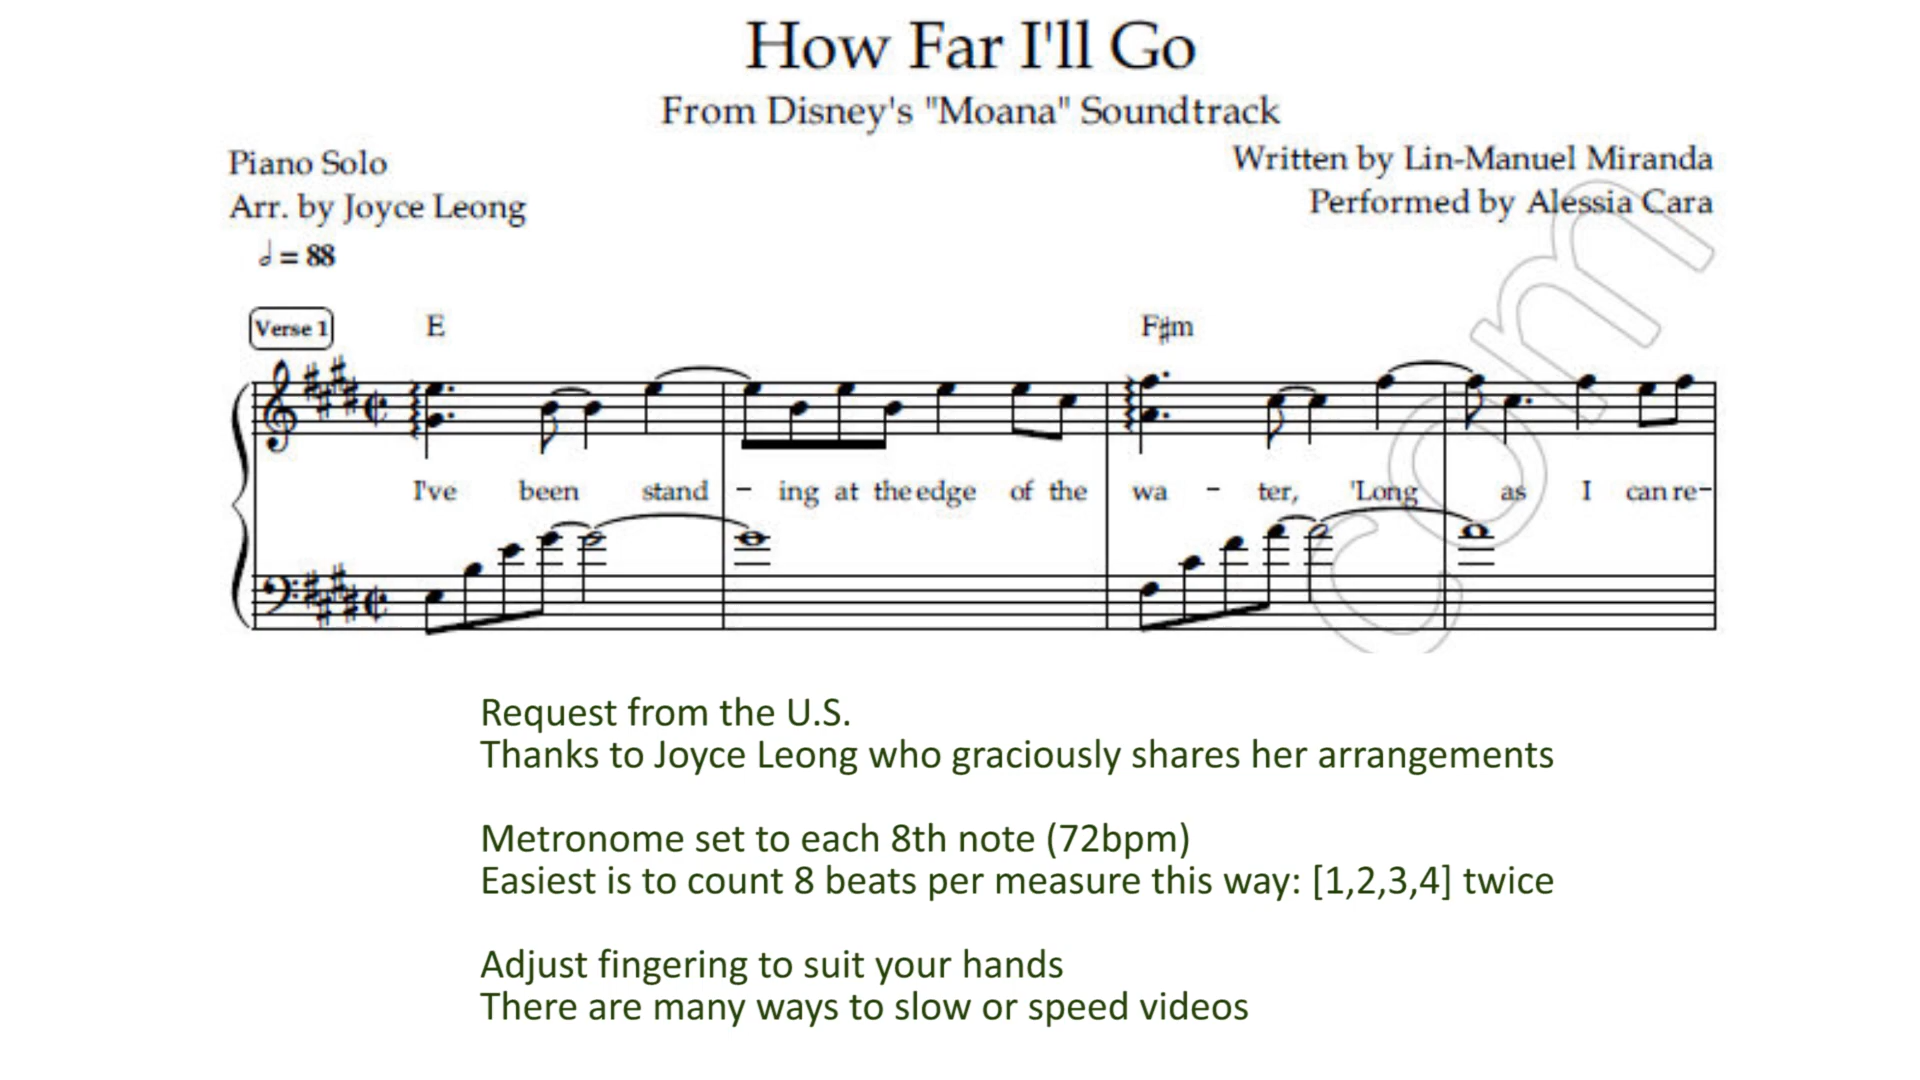 How Far I'll Go
From Disney's "Moana" Soundtrack
Piano Solo
Written by Lin-Manuel Miranda
Arr. by Joyce Leong
Performed by Alessia Cara
= 88
Verse 1
E
F♯m
I've been stand - ing at the edge of the wa - ter, 'Long as I can re-
com
Request from the U.S.
Thanks to Joyce Leong who graciously shares her arrangements
Metronome set to each 8th note (72bpm)
Easiest is to count 8 beats per measure this way: [1,2,3,4] twice
Adjust fingering to suit your hands
There are many ways to slow or speed videos